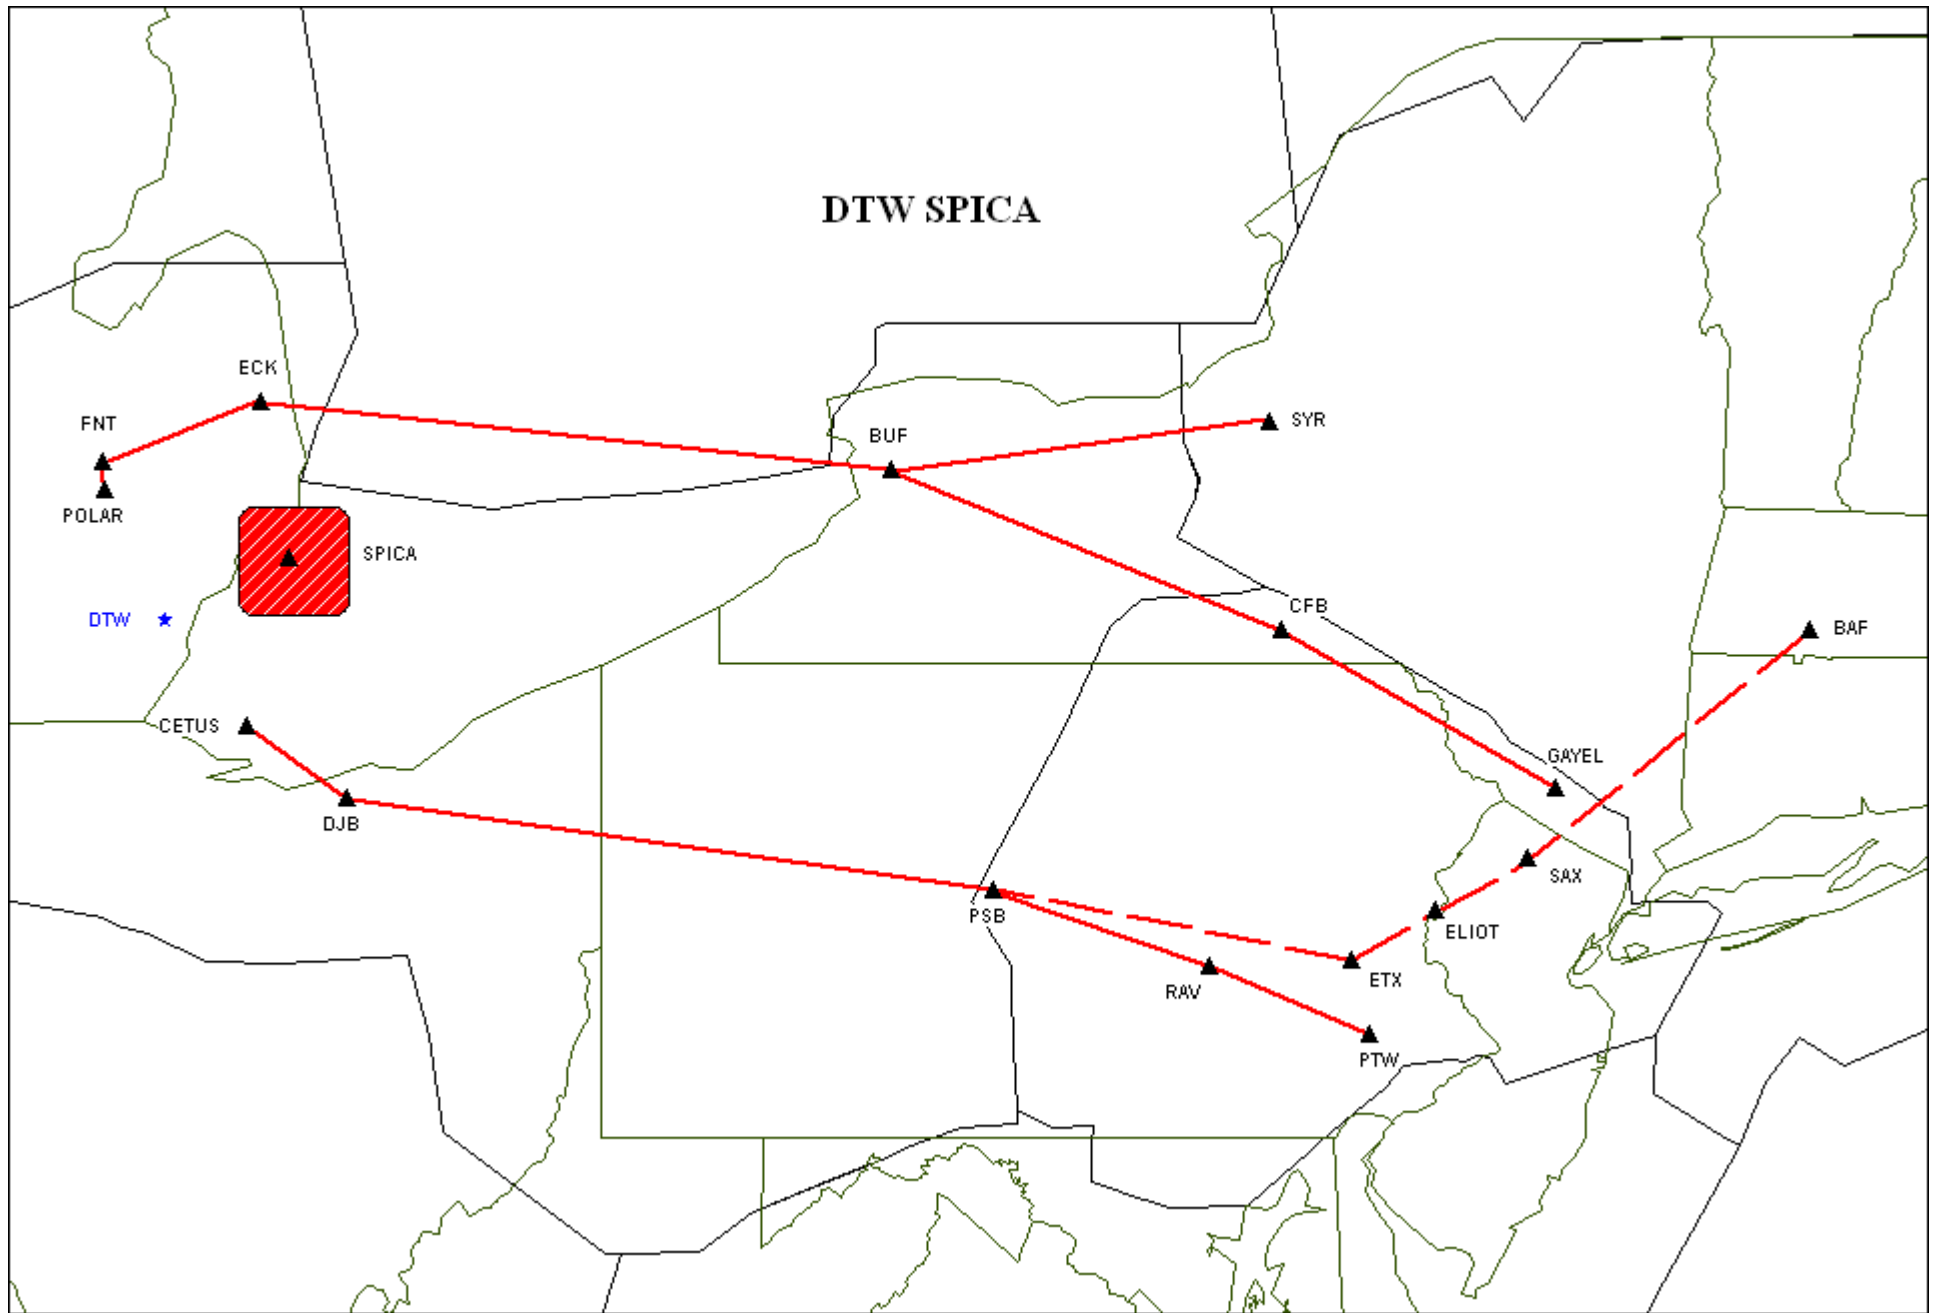 DTW SPICA
ECK
FNT
SYR
BUF
POLAR
SPICA
CFB
DTW
BAF
CETUS
GAYEL
DJB
SAX
PSB
ELIOT
ETX
RAV
PTW